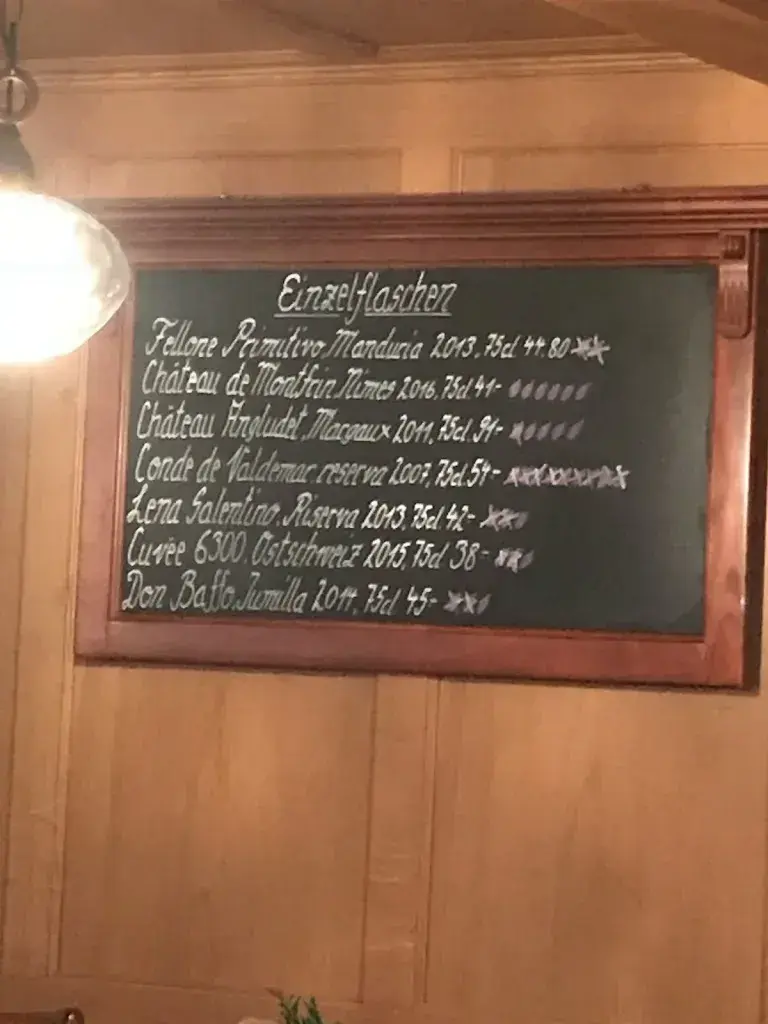 Einzelflaschen
Fellone Primitivo Manduria 2013, 75cl 44.80
Château de Montfrin Nimes 2016, 75cl 41-
Château Angludet, Margaux 2011, 75cl. 91-
Conde de Valdemar reserva 2007, 75cl 54-
Lena Salentino, Riserva 2013, 75cl 42-
Cuvée 6300, Ostschweiz 2015, 75cl 38-
Don Baffo, Jumilla 2014, 75cl 45-